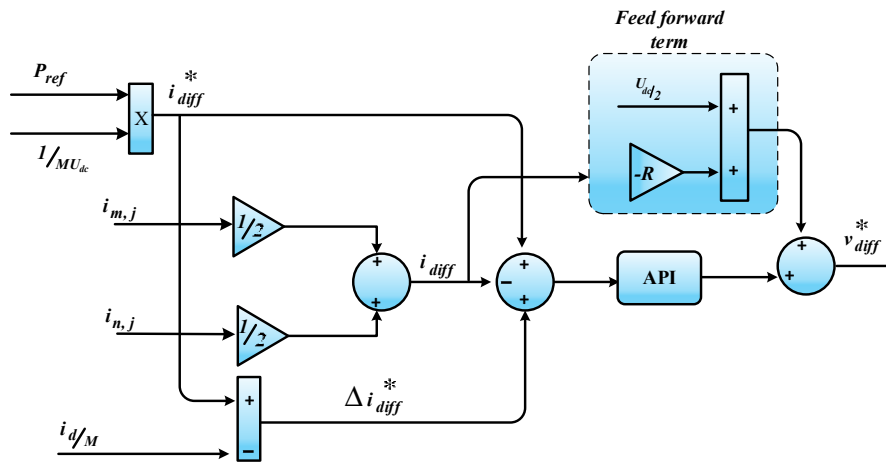 Feed forward
term
P_ref
i*_diff
U_dc/2
X
+
1/MU_dc
-R
+
i_m,j
1/2
v*_diff
+
i_diff
+
+
+
−
API
+
+
i_n,j
1/2
+
Δi*_diff
+
i_d/M
−